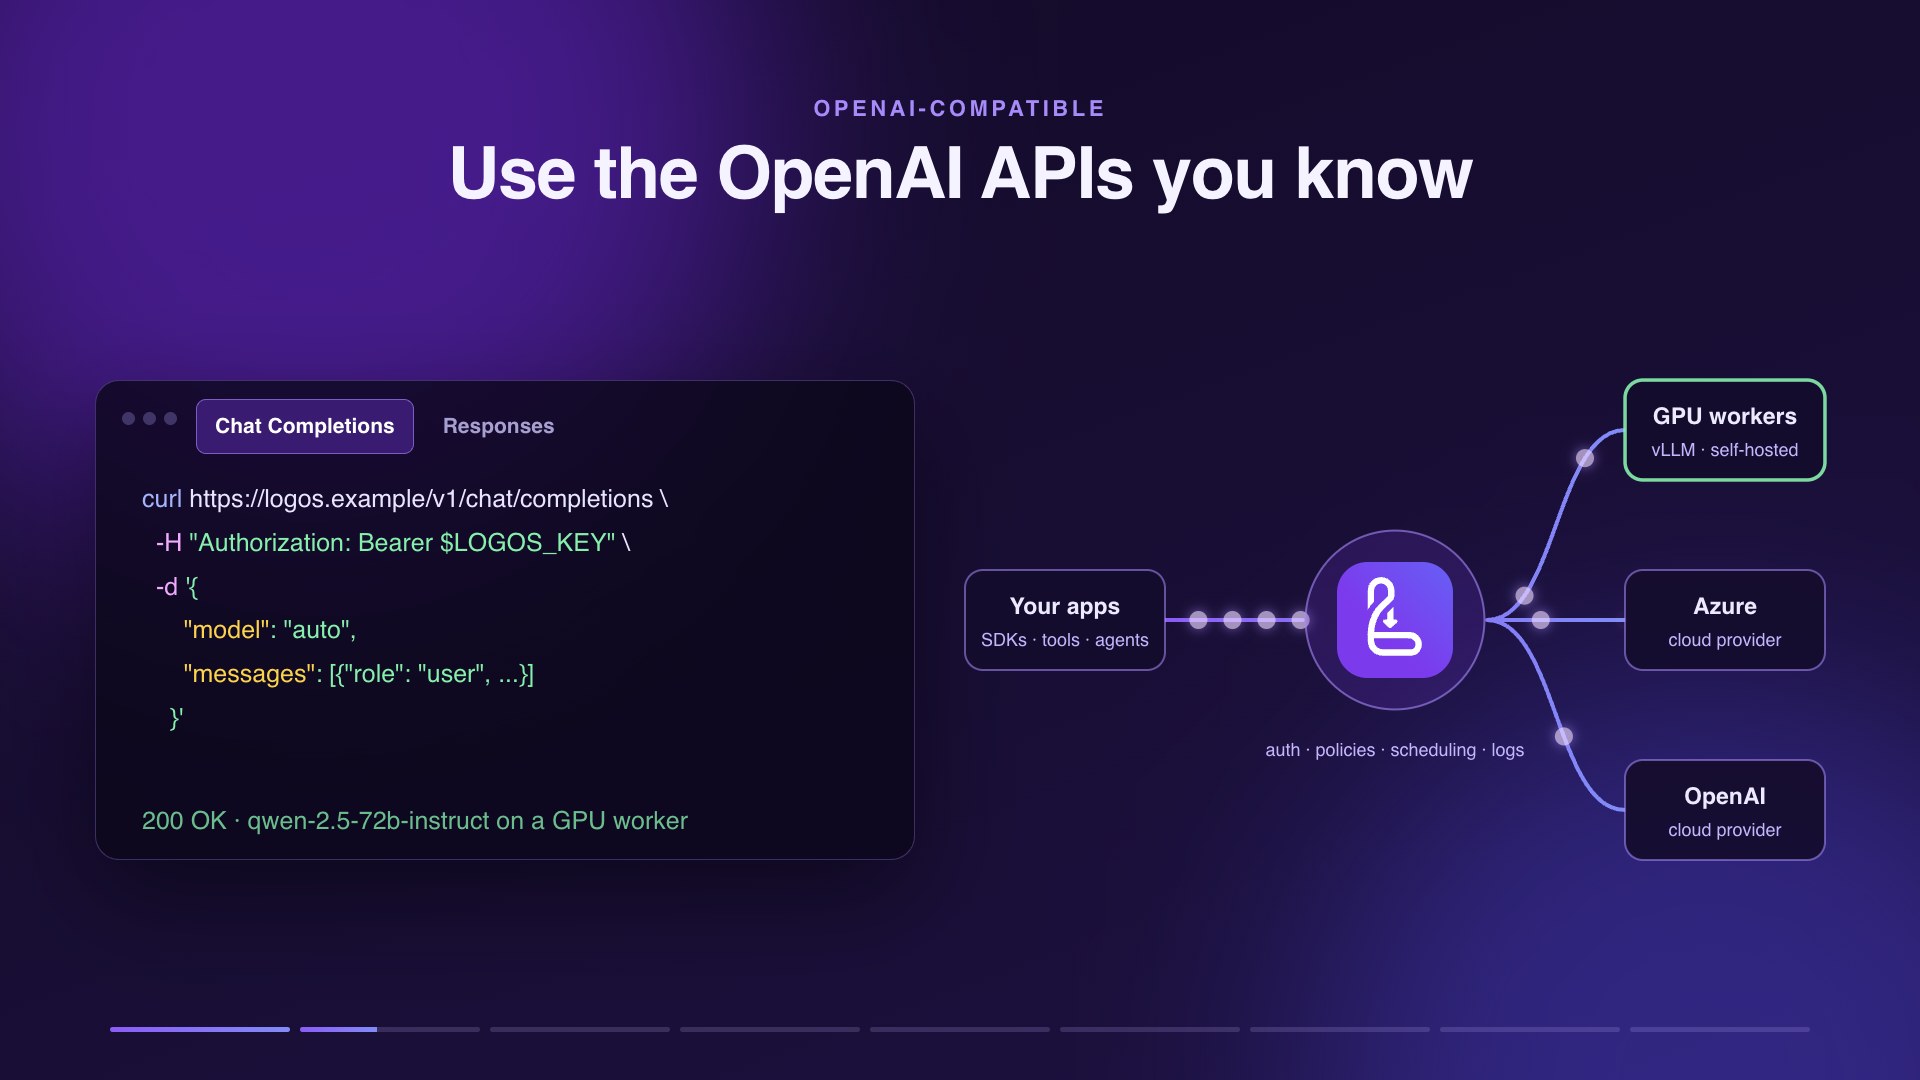 OPENAI-COMPATIBLE
Use the OpenAI APIs you know
Chat Completions
Responses
curl https://logos.example/v1/chat/completions \
-H "Authorization: Bearer $LOGOS_KEY" \
-d '{
"model": "auto",
"messages": [{"role": "user", ...}]
}'
200 OK · qwen-2.5-72b-instruct on a GPU worker
Your apps
SDKs · tools · agents
auth · policies · scheduling · logs
GPU workers
vLLM · self-hosted
Azure
cloud provider
OpenAI
cloud provider